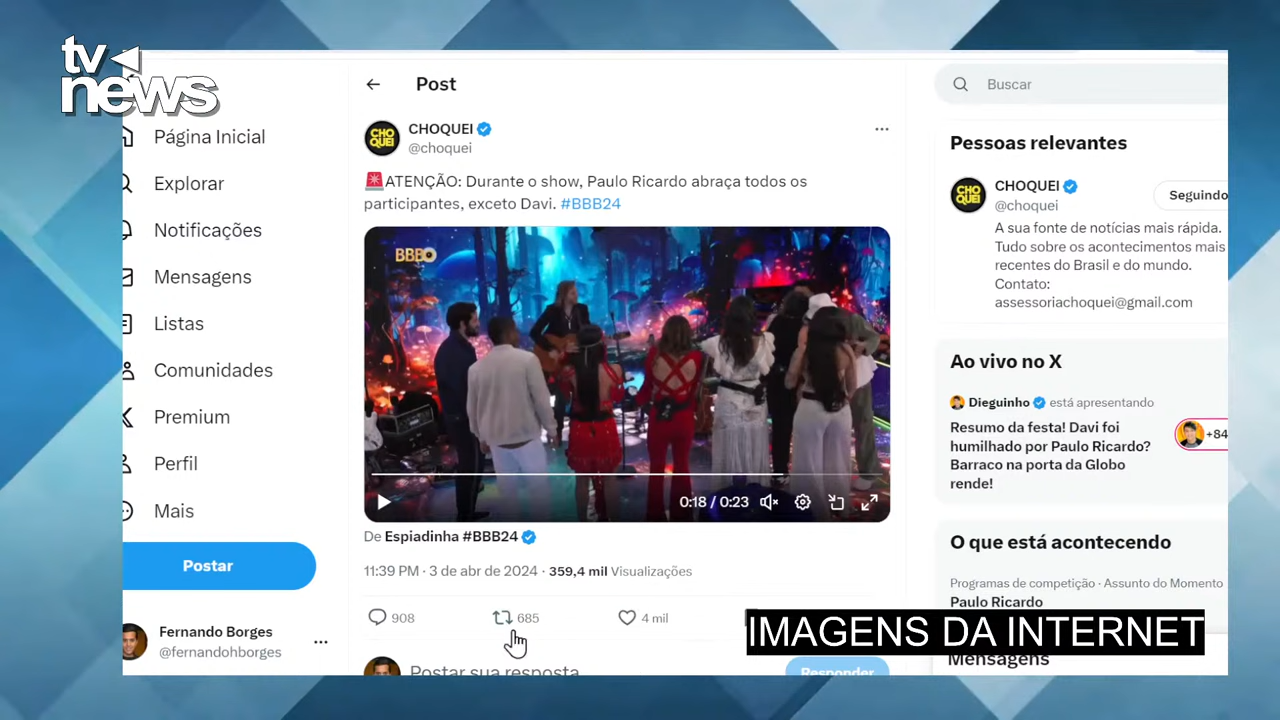 tv
news
Página Inicial
Explorar
Notificações
Mensagens
Listas
Comunidades
Premium
Perfil
Mais
Postar
Fernando Borges
@fernandohborges
Post
CHO
QUEI
CHOQUEI
@choquei
ATENÇÃO: Durante o show, Paulo Ricardo abraça todos os
participantes, exceto Davi. #BBB24
BBB
0:18 / 0:23
De Espiadinha #BBB24
11:39 PM · 3 de abr de 2024 · 359,4 mil Visualizações
908
685
4 mil
Postar sua resposta
Responder
Buscar
Pessoas relevantes
CHO
QUEI
CHOQUEI
@choquei
Seguindo
A sua fonte de notícias mais rápida.
Tudo sobre os acontecimentos mais
recentes do Brasil e do mundo.
Contato:
assessoriachoquei@gmail.com
Ao vivo no X
Dieguinho está apresentando
Resumo da festa! Davi foi
humilhado por Paulo Ricardo?
Barraco na porta da Globo
rende!
+84
O que está acontecendo
Programas de competição · Assunto do Momento
Paulo Ricardo
IMAGENS DA INTERNET
Mensagens